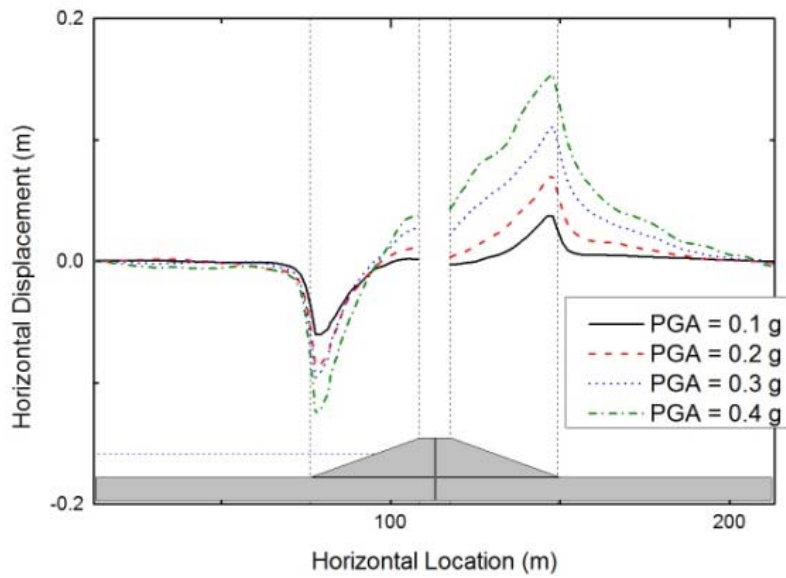 0.2
0.0
-0.2
Horizontal Displacement (m)
PGA = 0.1 g
PGA = 0.2 g
PGA = 0.3 g
PGA = 0.4 g
100
200
Horizontal Location (m)